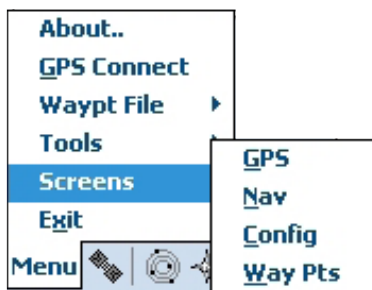 About..
GPS Connect
Waypt File
Tools
Screens
Exit
Menu
GPS
Nav
Config
Way Pts